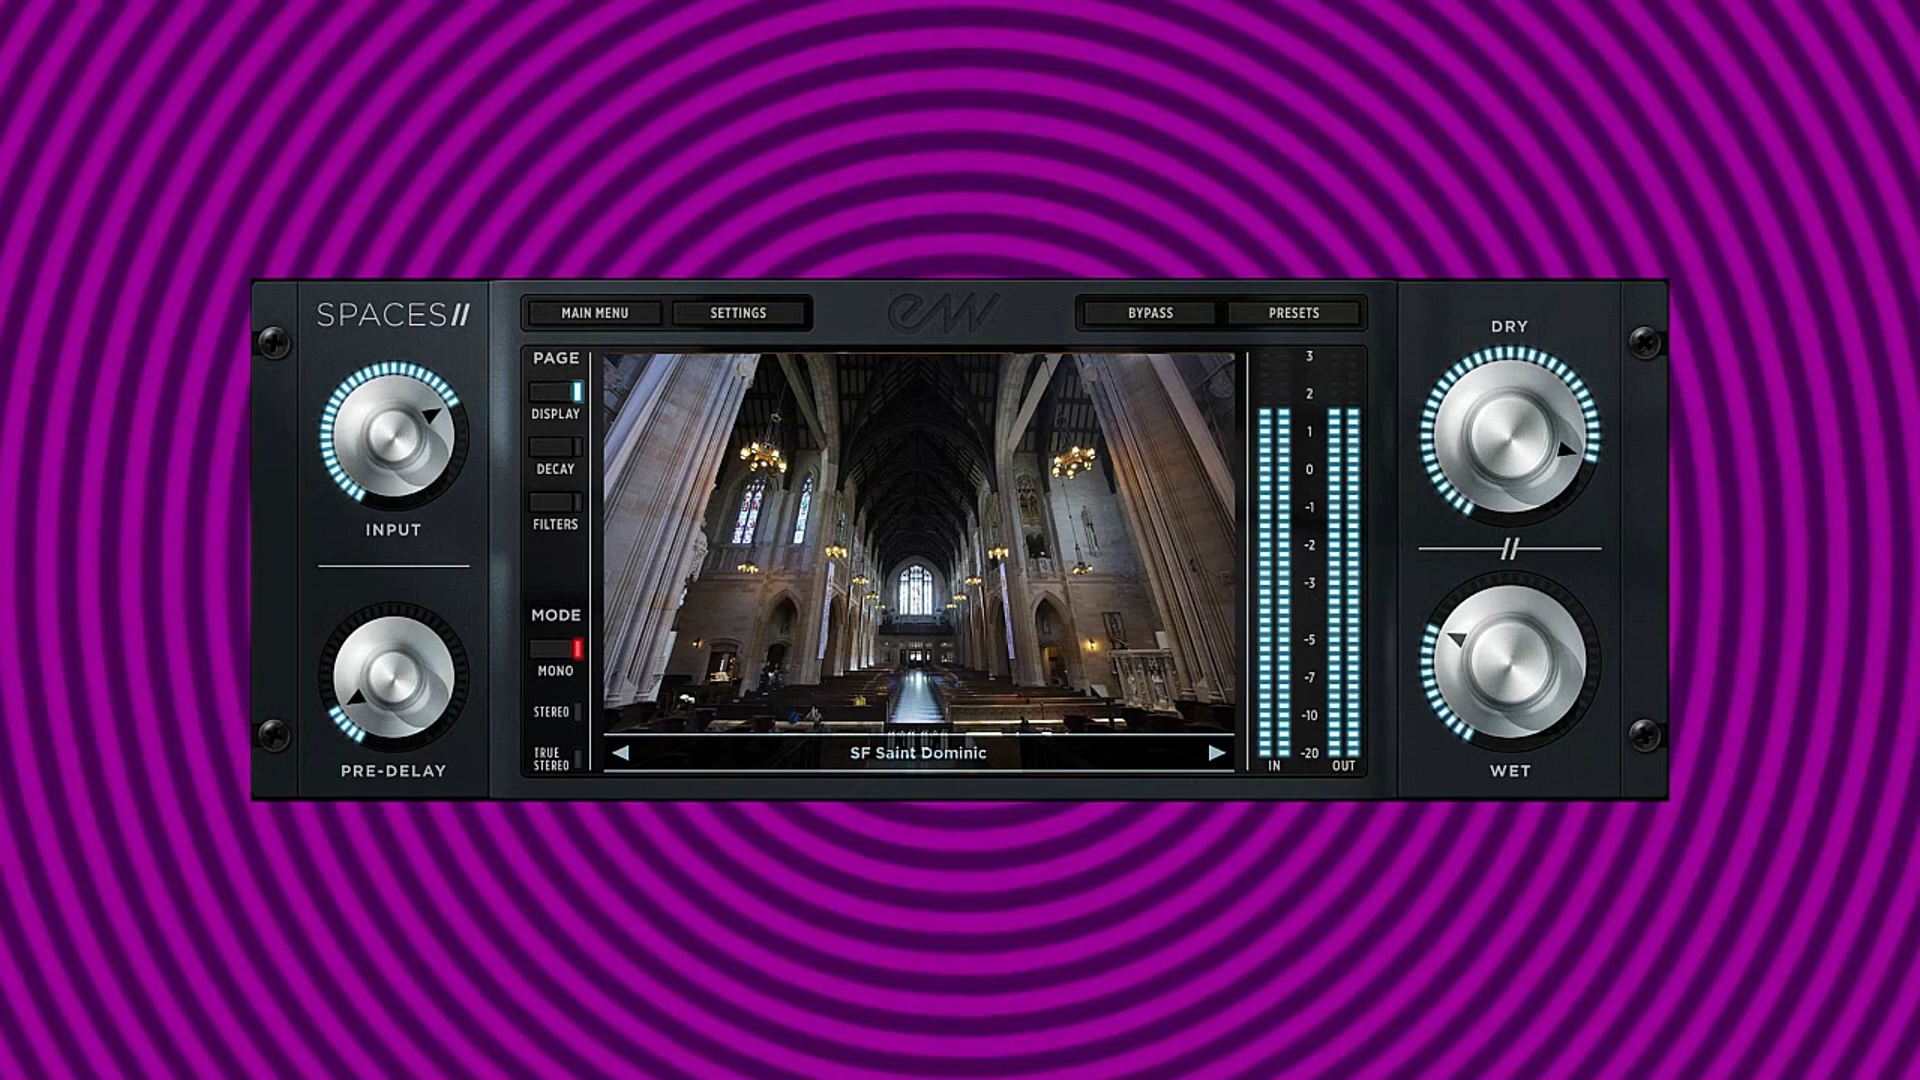 SPACES//
INPUT
PRE-DELAY
MAIN MENU
SETTINGS
ew
BYPASS
PRESETS
PAGE
DISPLAY
DECAY
FILTERS
MODE
MONO
STEREO
TRUE
STEREO
SF Saint Dominic
3
2
1
0
-1
-2
-3
-5
-7
-10
-20
IN
OUT
DRY
//
WET